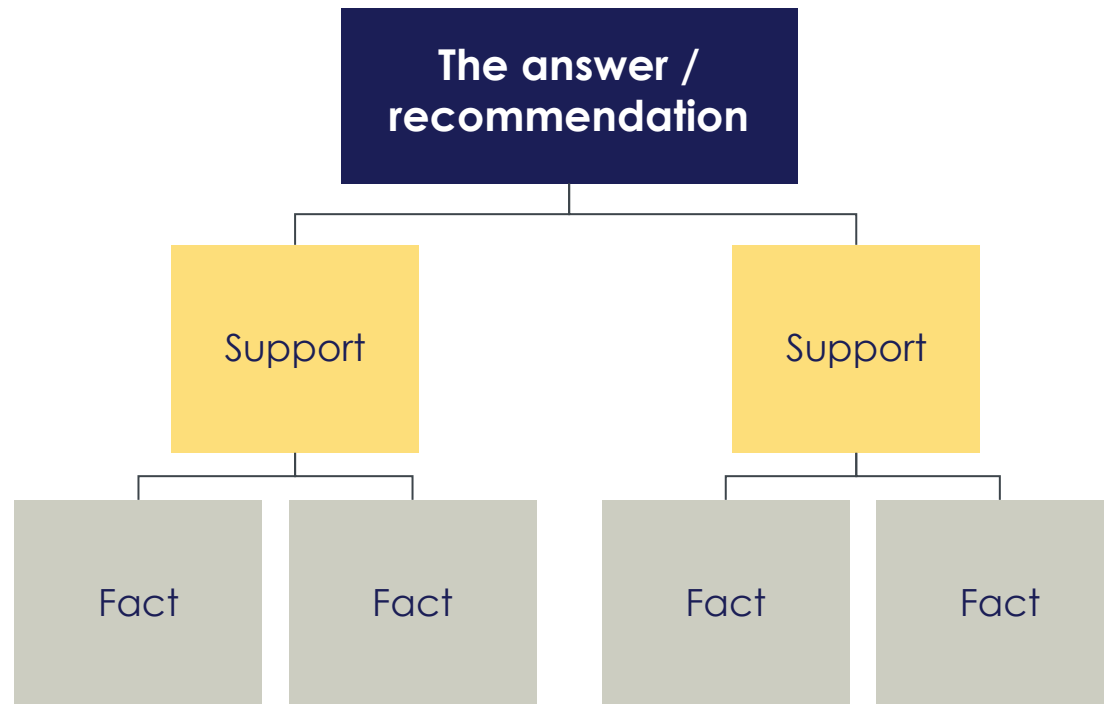 The answer /
recommendation
Support
Support
Fact
Fact
Fact
Fact